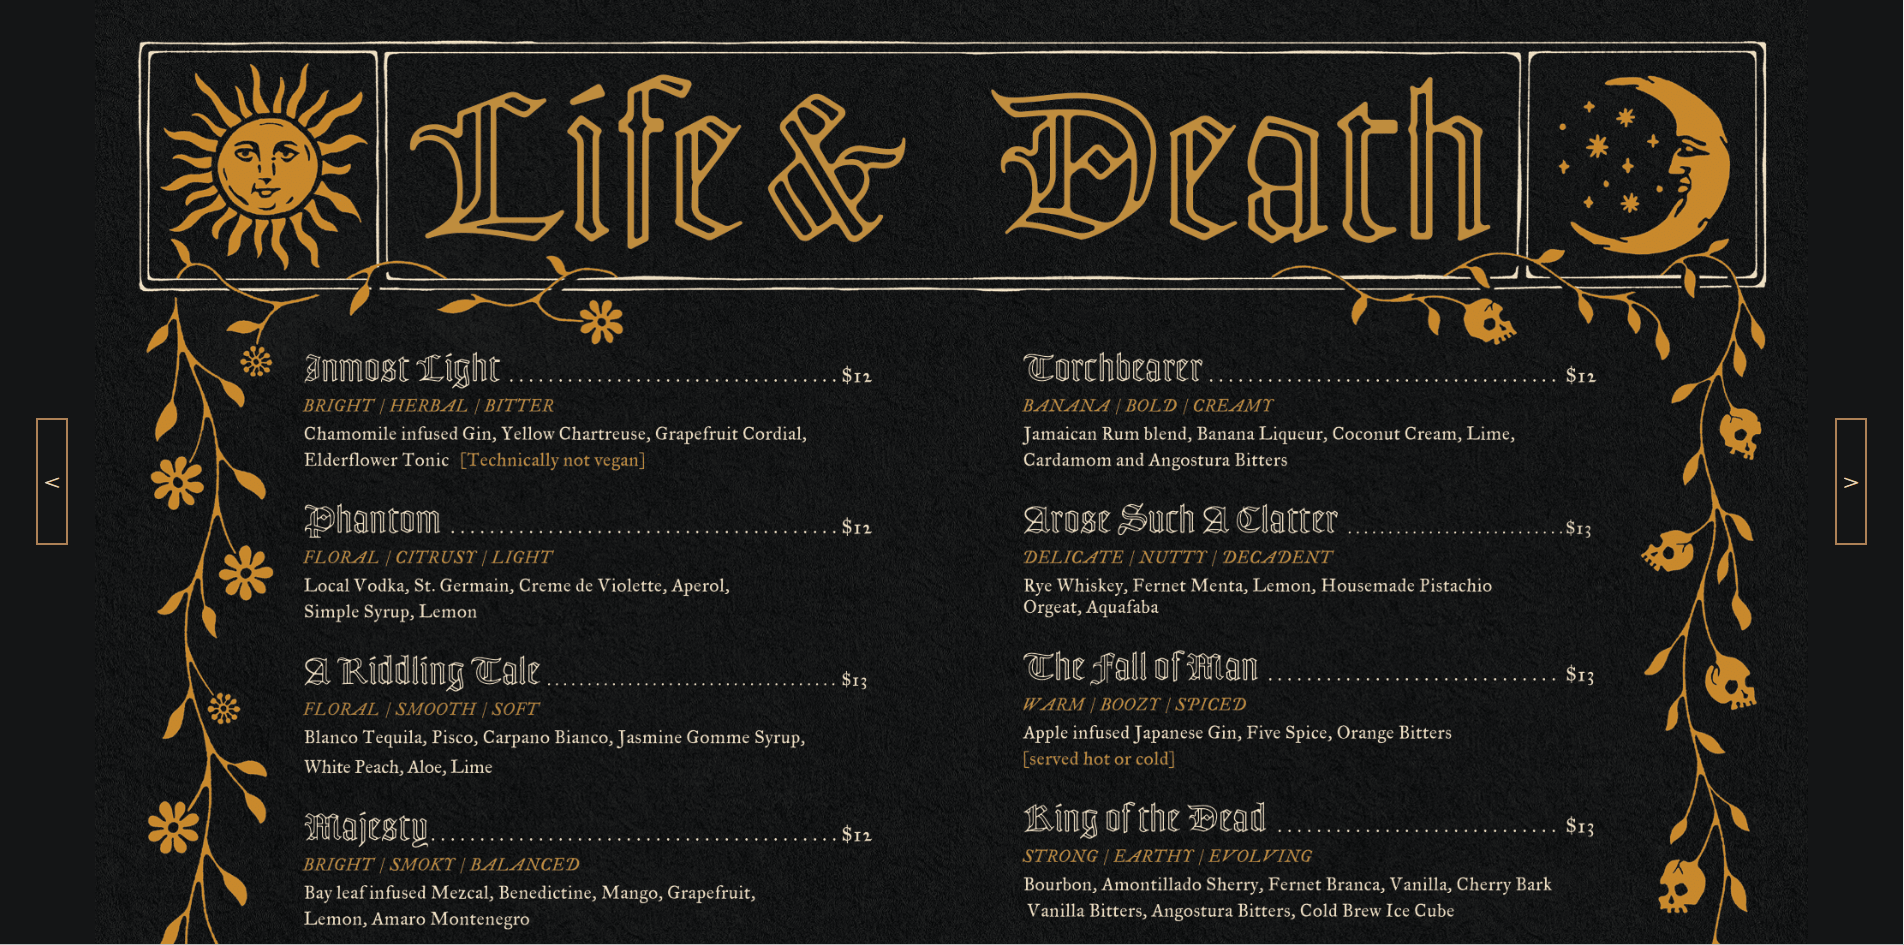 Life & Death
Inmost Light ................................. $12
BRIGHT / HERBAL / BITTER
Chamomile infused Gin, Yellow Chartreuse, Grapefruit Cordial,
Elderflower Tonic [Technically not vegan]
Phantom ....................................... $12
FLORAL / CITRUSY / LIGHT
Local Vodka, St. Germain, Creme de Violette, Aperol,
Simple Syrup, Lemon
A Riddling Tale ................................... $13
FLORAL / SMOOTH / SOFT
Blanco Tequila, Pisco, Carpano Bianco, Jasmine Gomme Syrup,
White Peach, Aloe, Lime
Majesty......................................... $12
BRIGHT / SMOKY / BALANCED
Bay leaf infused Mezcal, Benedictine, Mango, Grapefruit,
Lemon, Amaro Montenegro
Torchbearer ................................... $12
BANANA / BOLD / CREAMY
Jamaican Rum blend, Banana Liqueur, Coconut Cream, Lime,
Cardamom and Angostura Bitters
Arose Such A Clatter ..............................$13
DELICATE / NUTTY / DECADENT
Rye Whiskey, Fernet Menta, Lemon, Housemade Pistachio
Orgeat, Aquafaba
The Fall of Man ............................. $13
WARM / BOOZY / SPICED
Apple infused Japanese Gin, Five Spice, Orange Bitters
[served hot or cold]
King of the Dead ............................ $13
STRONG / EARTHY / EVOLVING
Bourbon, Amontillado Sherry, Fernet Branca, Vanilla, Cherry Bark
Vanilla Bitters, Angostura Bitters, Cold Brew Ice Cube
<
>